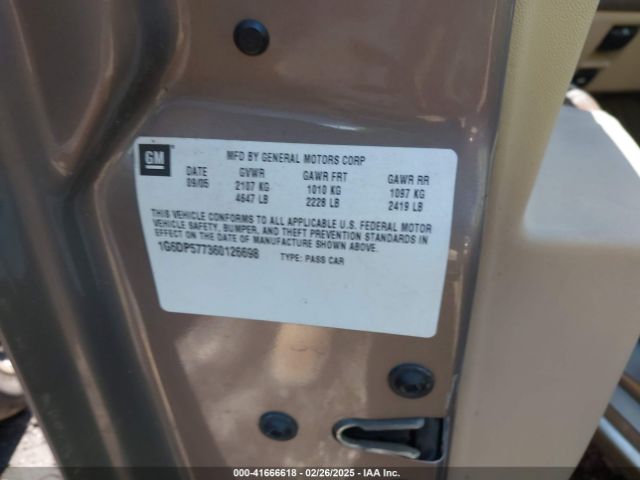 GM
MFD BY GENERAL MOTORS CORP
DATE GVWR GAWR FRT GAWR RR
09/05 2107 KG 1010 KG 1097 KG
4647 LB 2228 LB 2419 LB
THIS VEHICLE CONFORMS TO ALL APPLICABLE U.S. FEDERAL MOTOR
VEHICLE SAFETY, BUMPER, AND THEFT PREVENTION STANDARDS IN
EFFECT ON THE DATE OF MANUFACTURE SHOWN ABOVE.
1G6DP577360126698 TYPE: PASS CAR
000-41666618 - 02/26/2025 - IAA Inc.